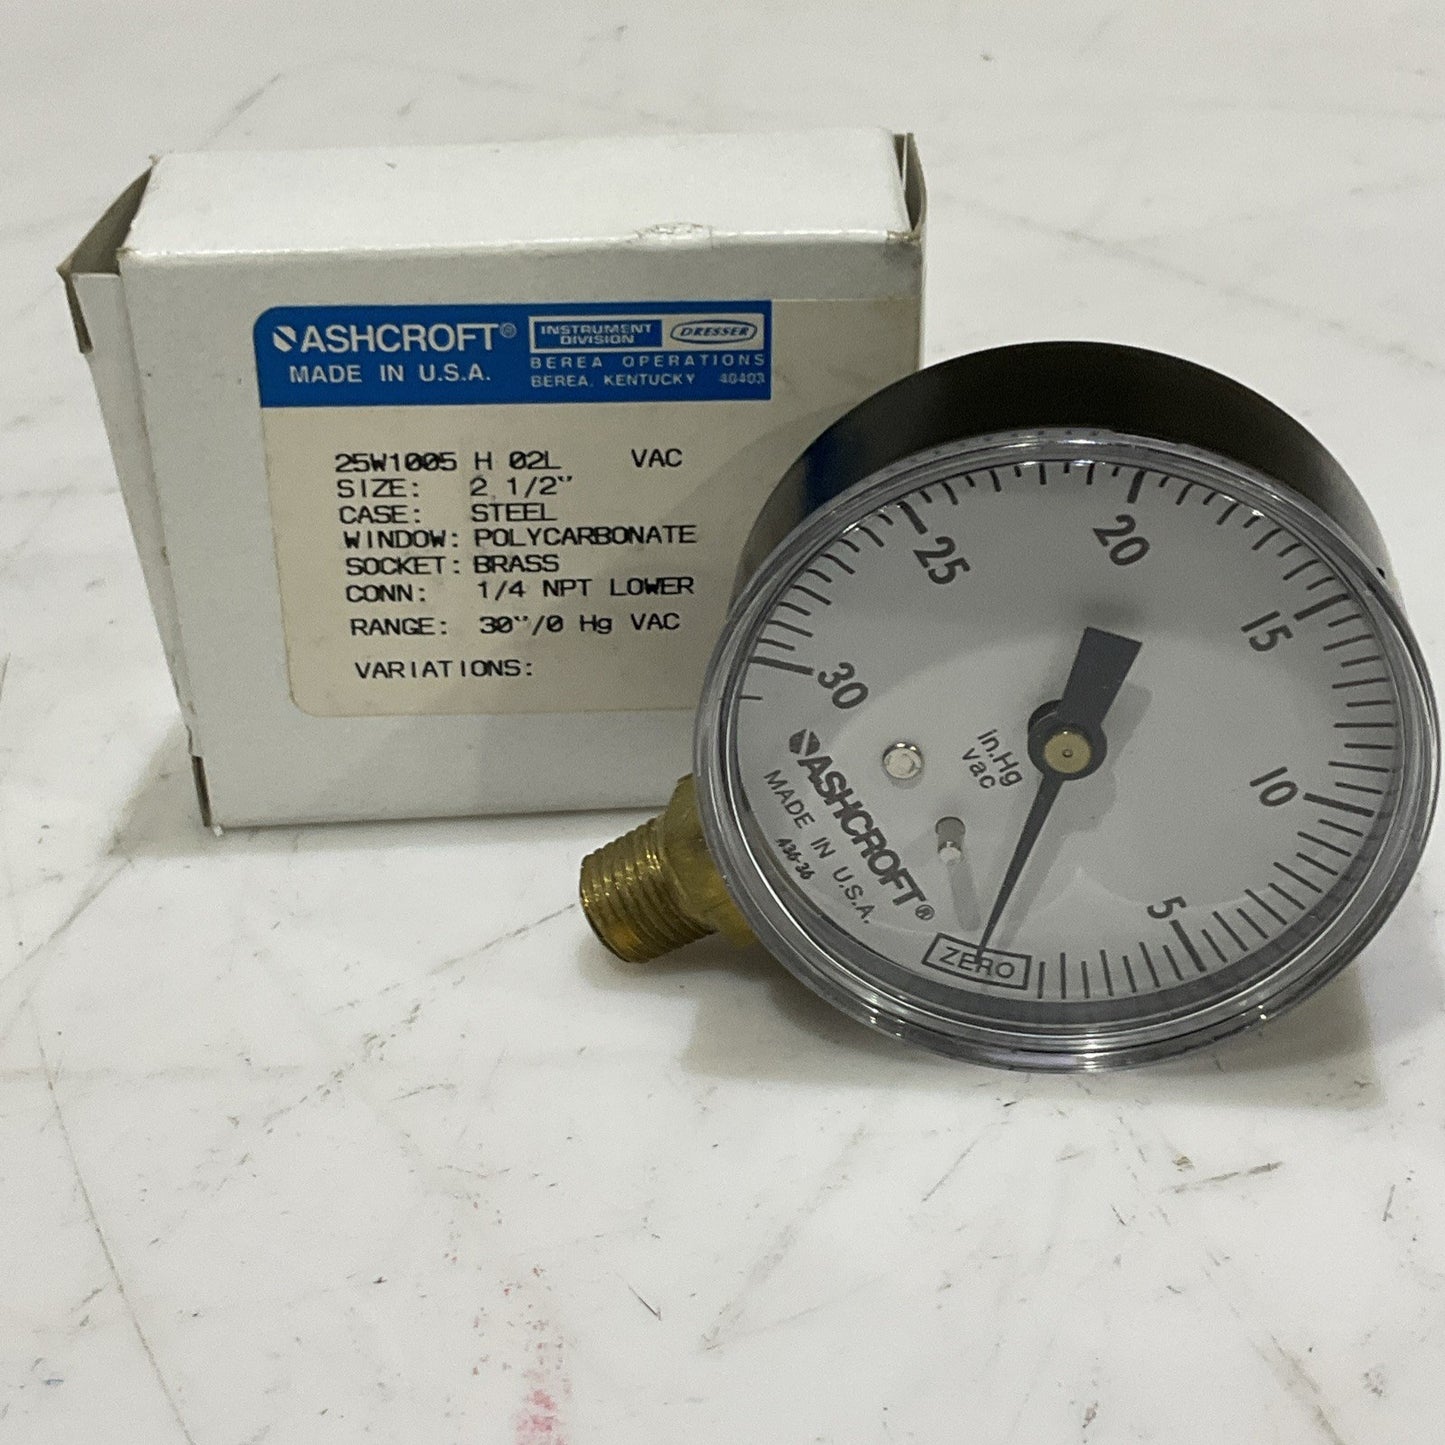 ASHCROFT®
MADE IN U.S.A.
INSTRUMENT
DIVISION
DRESSER
BEREA OPERATIONS
BEREA, KENTUCKY 40403
25W1005 H 02L VAC
SIZE: 2 1/2"
CASE: STEEL
WINDOW: POLYCARBONATE
SOCKET: BRASS
CONN: 1/4 NPT LOWER
RANGE: 30"/0 Hg VAC
VARIATIONS:
30
25
20
15
10
5
ZERO
in.Hg
vac
ASHCROFT®
MADE IN U.S.A.
A36-36